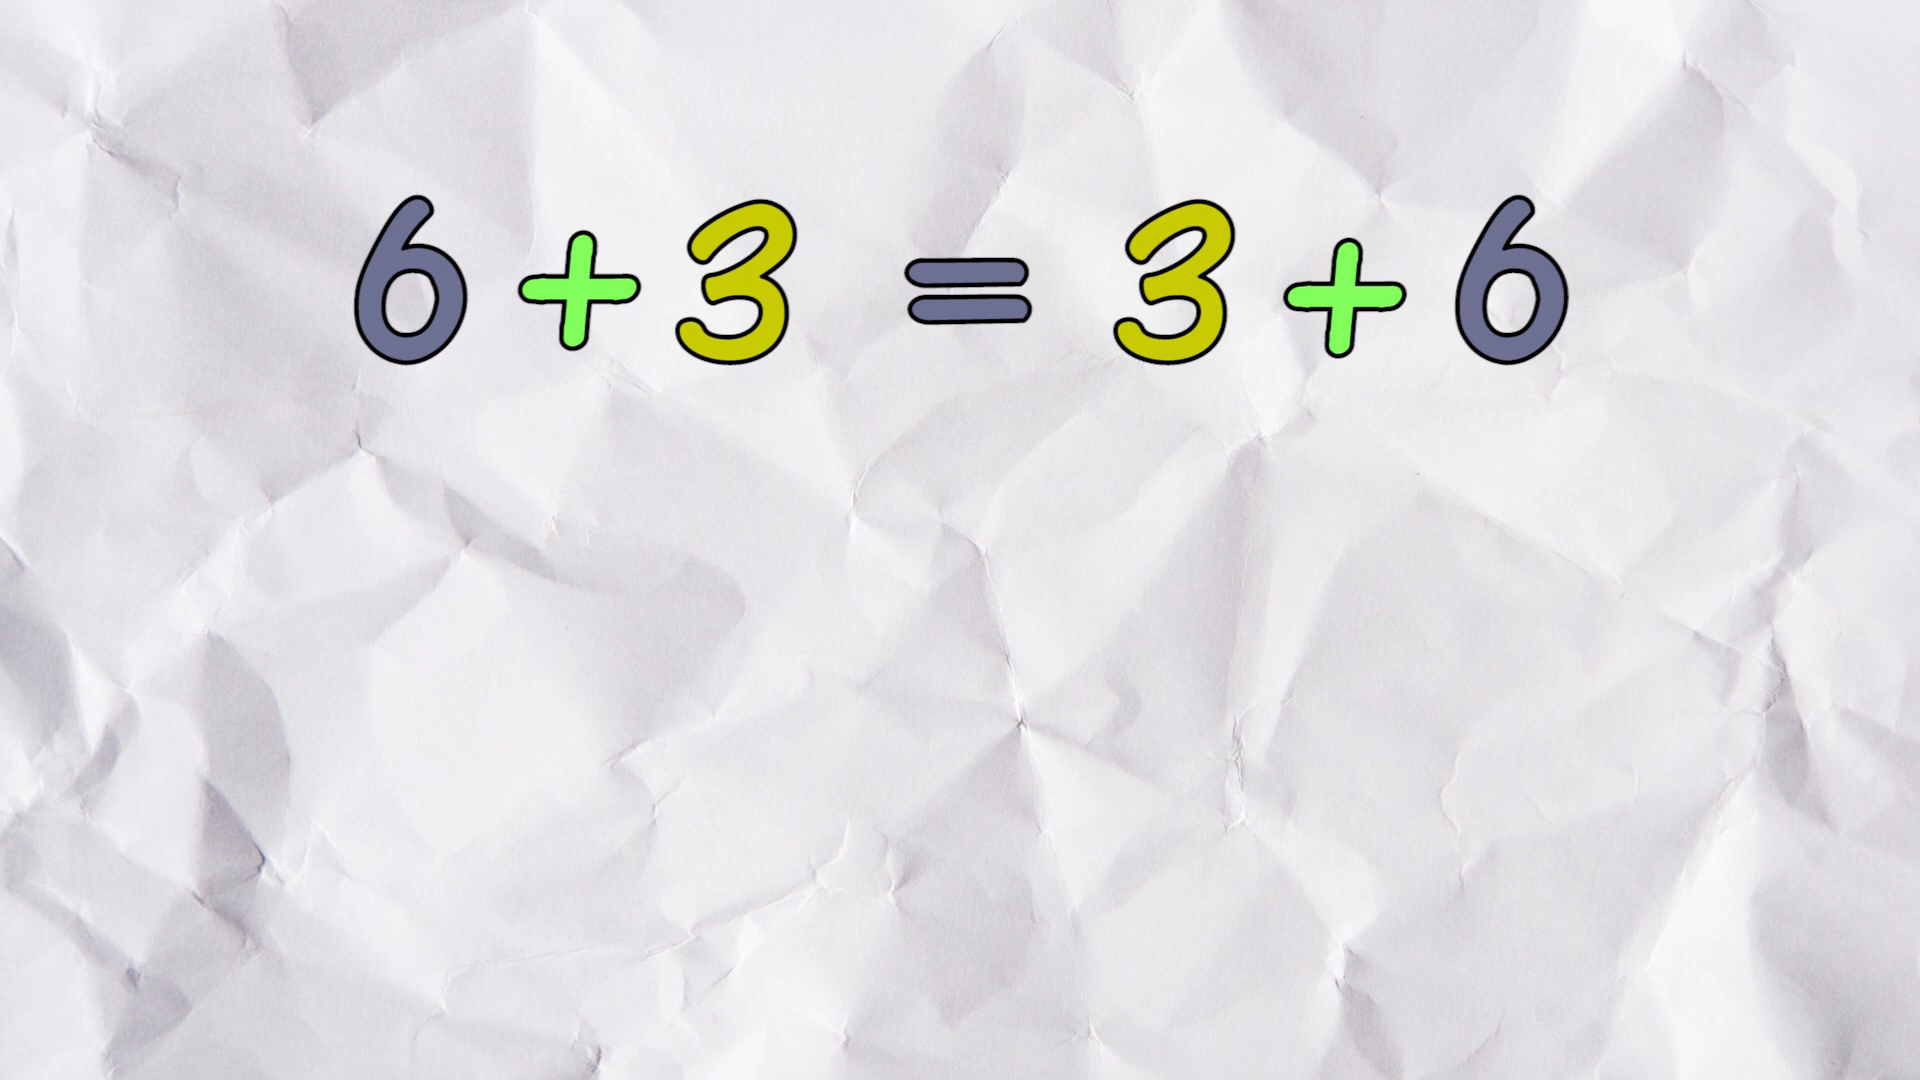 6 + 3 = 3 + 6